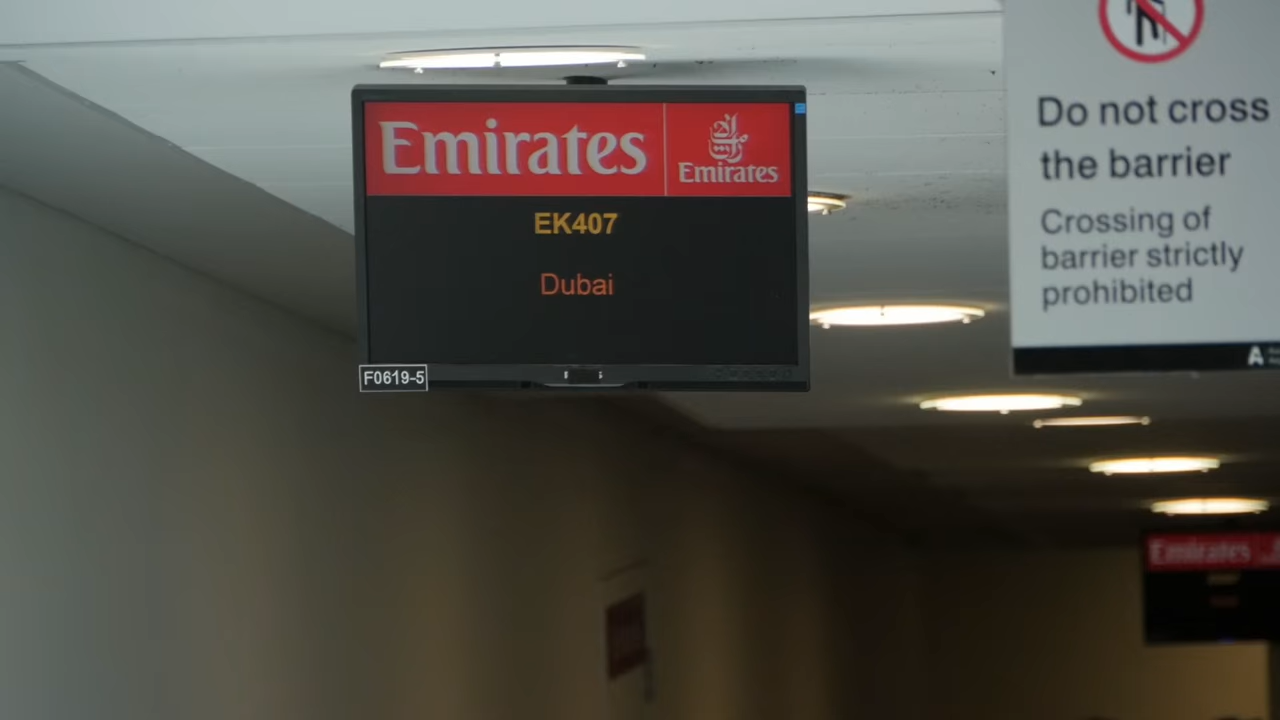 Emirates
Emirates
EK407
Dubai
F0619-5
Do not cross
the barrier
Crossing of
barrier strictly
prohibited
A
Emirates